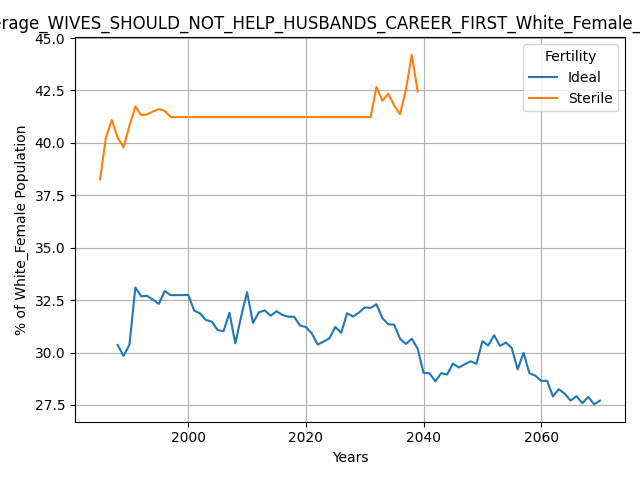 erage_WIVES_SHOULD_NOT_HELP_HUSBANDS_CAREER_FIRST_White_Female_
45.0
42.5
40.0
37.5
35.0
32.5
30.0
27.5
% of White_Female Population
Fertility
Ideal
Sterile
2000 2020 2040 2060
Years